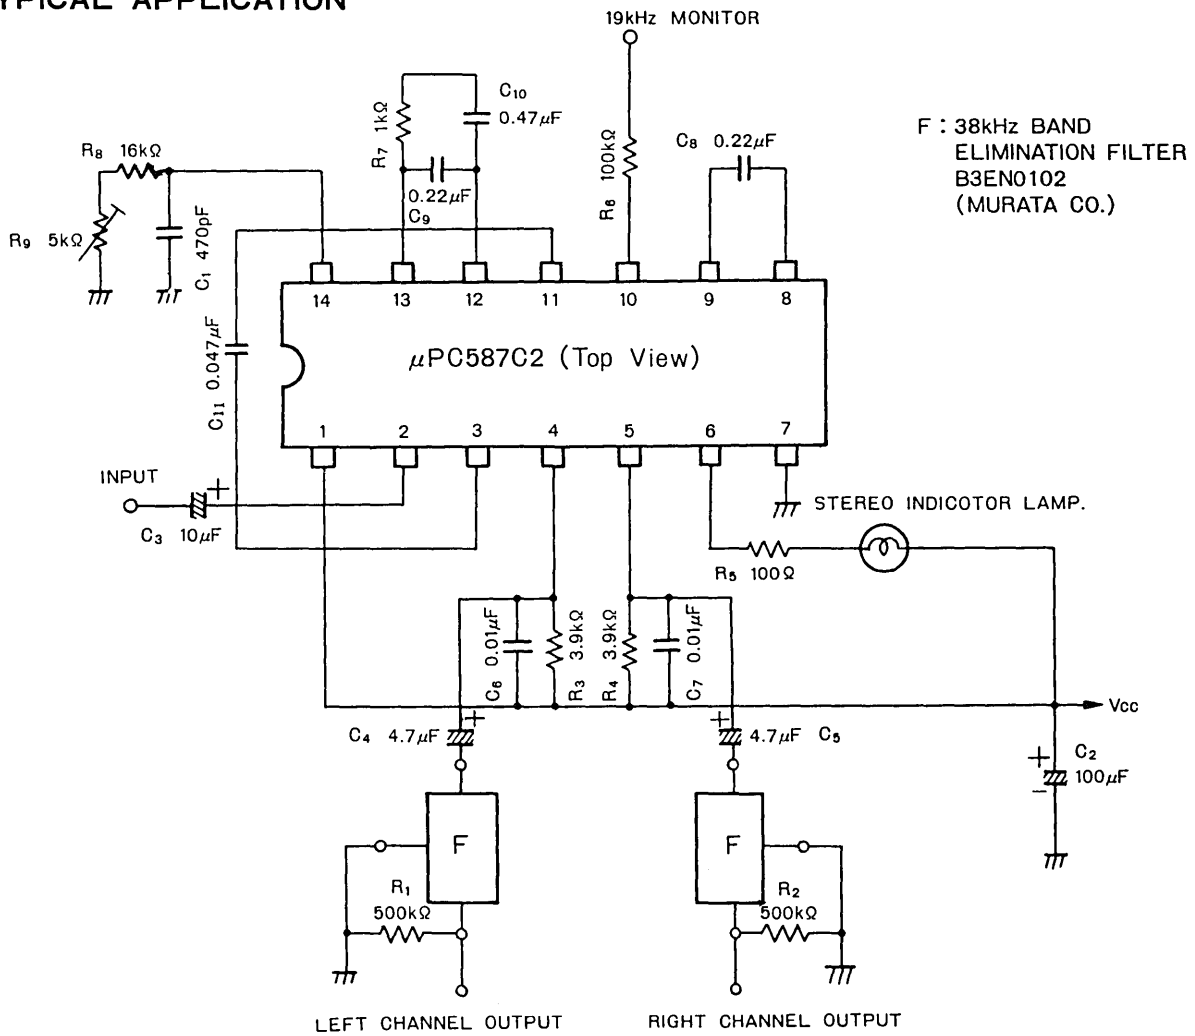 TYPICAL APPLICATION
19kHz MONITOR
C10
0.47μF
R7 1kΩ
0.22μF
C9
R6 100kΩ
C8 0.22μF
F : 38kHz BAND
ELIMINATION FILTER
B3EN0102
(MURATA CO.)
R8 16kΩ
R9 5kΩ
C1 470pF
14 13 12 11 10 9 8
μPC587C2 (Top View)
C11 0.047μF
1 2 3 4 5 6 7
INPUT
+
C3 10μF
STEREO INDICOTOR LAMP.
R5 100Ω
C6 0.01μF
R3 3.9kΩ
R4 3.9kΩ
C7 0.01μF
Vcc
C4 4.7μF
+
+
4.7μF C5
+
-
C2
100μF
F
F
R1
500kΩ
R2
500kΩ
LEFT CHANNEL OUTPUT
RIGHT CHANNEL OUTPUT